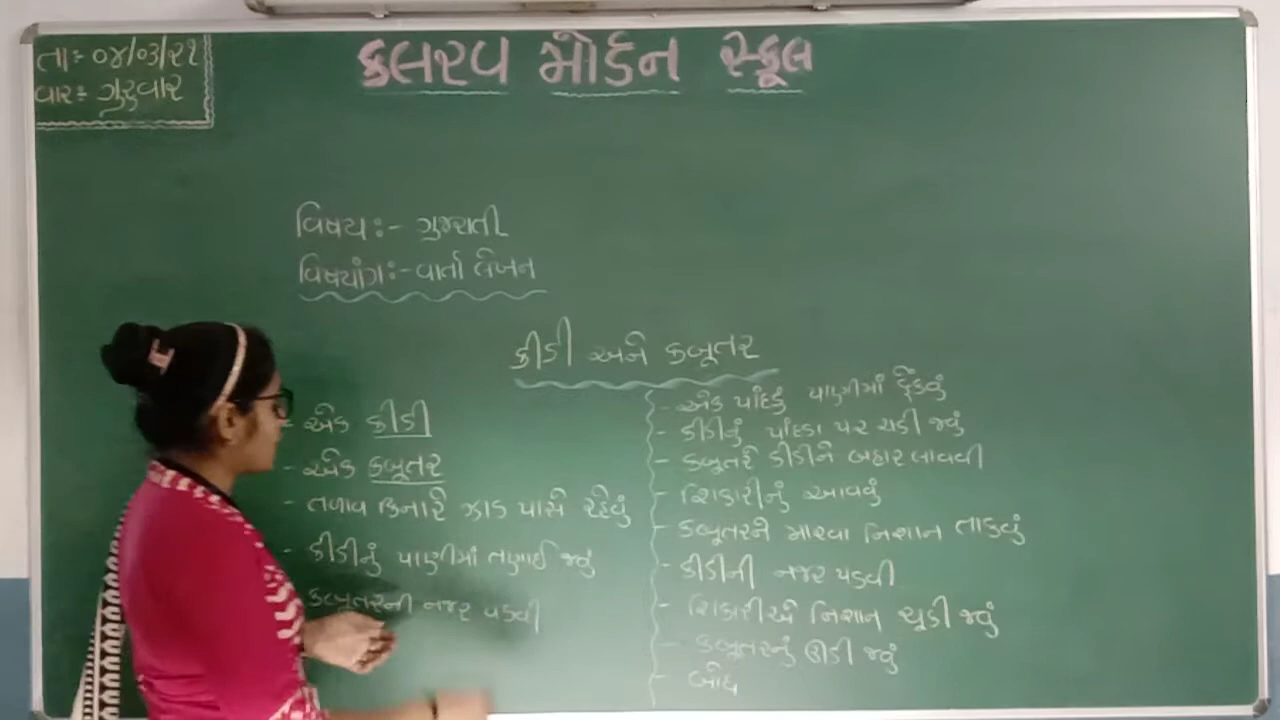 તાઃ ૦૪/૦૩/૨૧
વારઃ ગુરુવાર
કલરવ મોર્ડન સ્કૂલ
વિષયઃ- ગુજરાતી
વિષયાંગઃ- વાર્તા લેખન
કીડી અને કબૂતર
- એક કીડી
- એક કબૂતર
- તળાવ કિનારે ઝાડ પાસે રહેવું
- કીડીનું પાણીમાં તણાઈ જવું
કબૂતરની નજર પડવી
- એક પાંદડું પાણીમાં ફેંકવું
- કીડીનું પાંદડા પર ચડી જવું
- કબૂતરે કીડીને બહાર લાવવી
- શિકારીનું આવવું
- કબૂતરને મારવા નિશાન તાકવું
- કીડીની નજર પડવી
- શિકારીએ નિશાન ચૂકી જવું
- કબૂતરનું ઊડી જવું
- બોધ